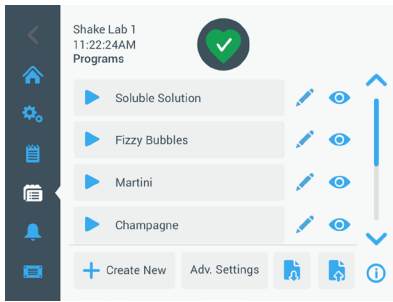 Shake Lab 1
11:22:24AM
Programs
Soluble Solution
Fizzy Bubbles
Martini
Champagne
Create New
Adv. Settings